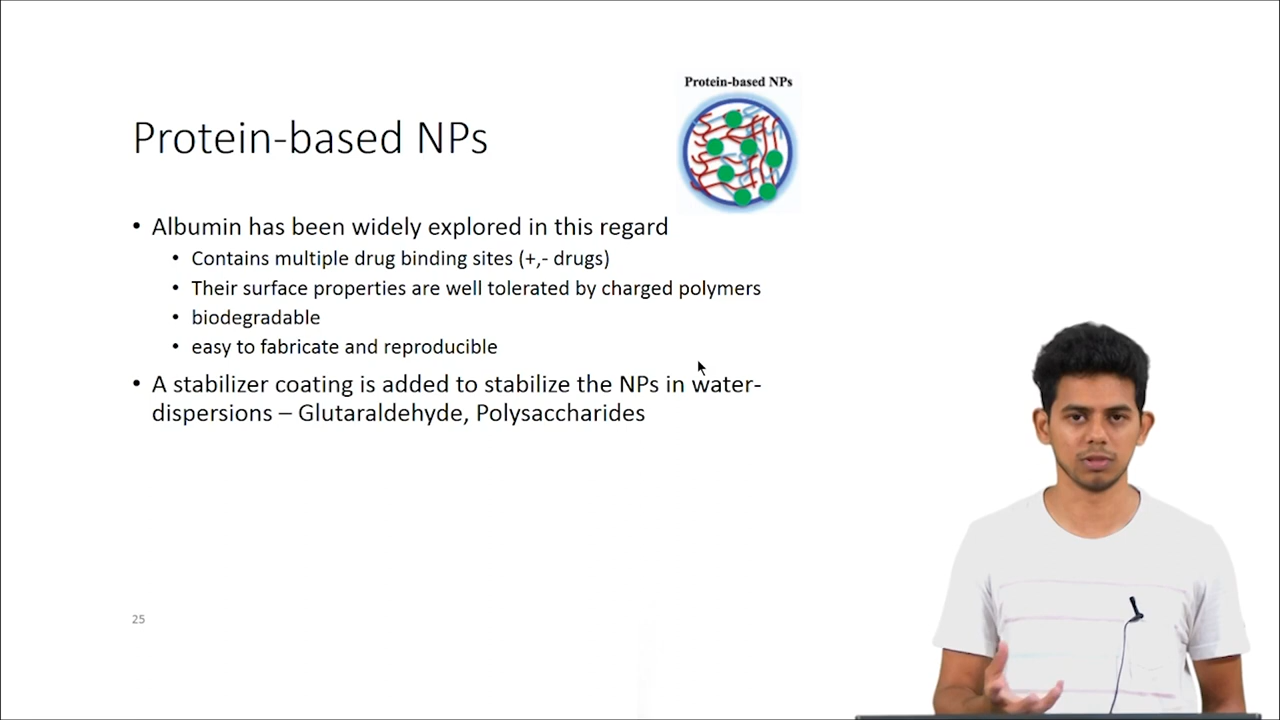 Protein-based NPs
Protein-based NPs
• Albumin has been widely explored in this regard
• Contains multiple drug binding sites (+,- drugs)
• Their surface properties are well tolerated by charged polymers
• biodegradable
• easy to fabricate and reproducible
• A stabilizer coating is added to stabilize the NPs in water-
dispersions – Glutaraldehyde, Polysaccharides
25